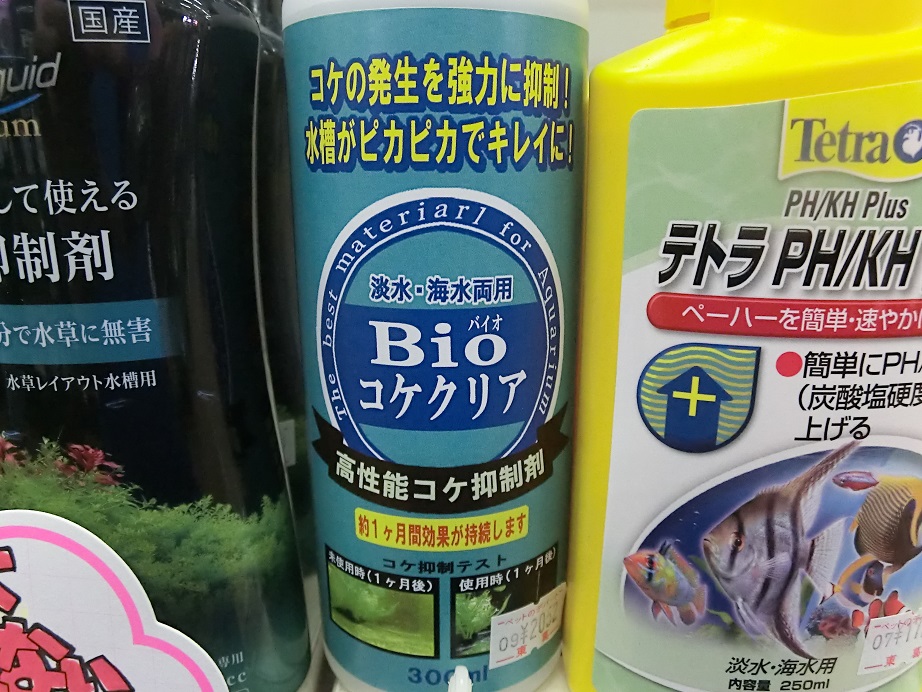 国産
quid
um
して使える
抑制剤
分で水草に無害
水草レイアウト水槽用
専用
cc
ない
コケの発生を強力に抑制!
水槽がピカピカでキレイに!
The best materiarl for Aquarium
淡水・海水両用
バイオ
Bio
コケクリア
高性能コケ抑制剤
約1ヶ月間効果が持続します
コケ抑制テスト
未使用時(1ヶ月後)
使用時(1ヶ月後)
300ml
Tetra
PH/KH Plus
テトラ PH/KH
ペーハーを簡単・速やかに
●簡単にPH/
(炭酸塩硬度
上げる
淡水・海水用
内容量 250ml